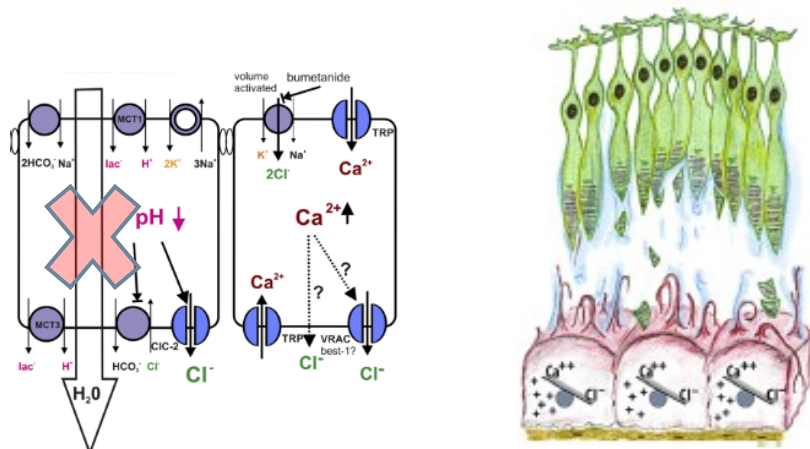 volume
activated
bumetanide
MCT1
TRP
2HCO₃⁻ Na⁺
lac⁻
H⁺
2K⁺
3Na⁺
K⁺
Na⁺
2Cl⁻
Ca²⁺
pH
Ca²⁺
?
?
Ca²⁺
MCT3
ClC-2
TRP
VRAC
best-1?
lac⁻
H⁺
HCO₃⁻ Cl⁻
Cl⁻
Cl⁻
Cl⁻
H₂0
Ca⁺⁺
Cl⁻
Ca⁺⁺
Cl⁻
Ca⁺⁺
Cl⁻